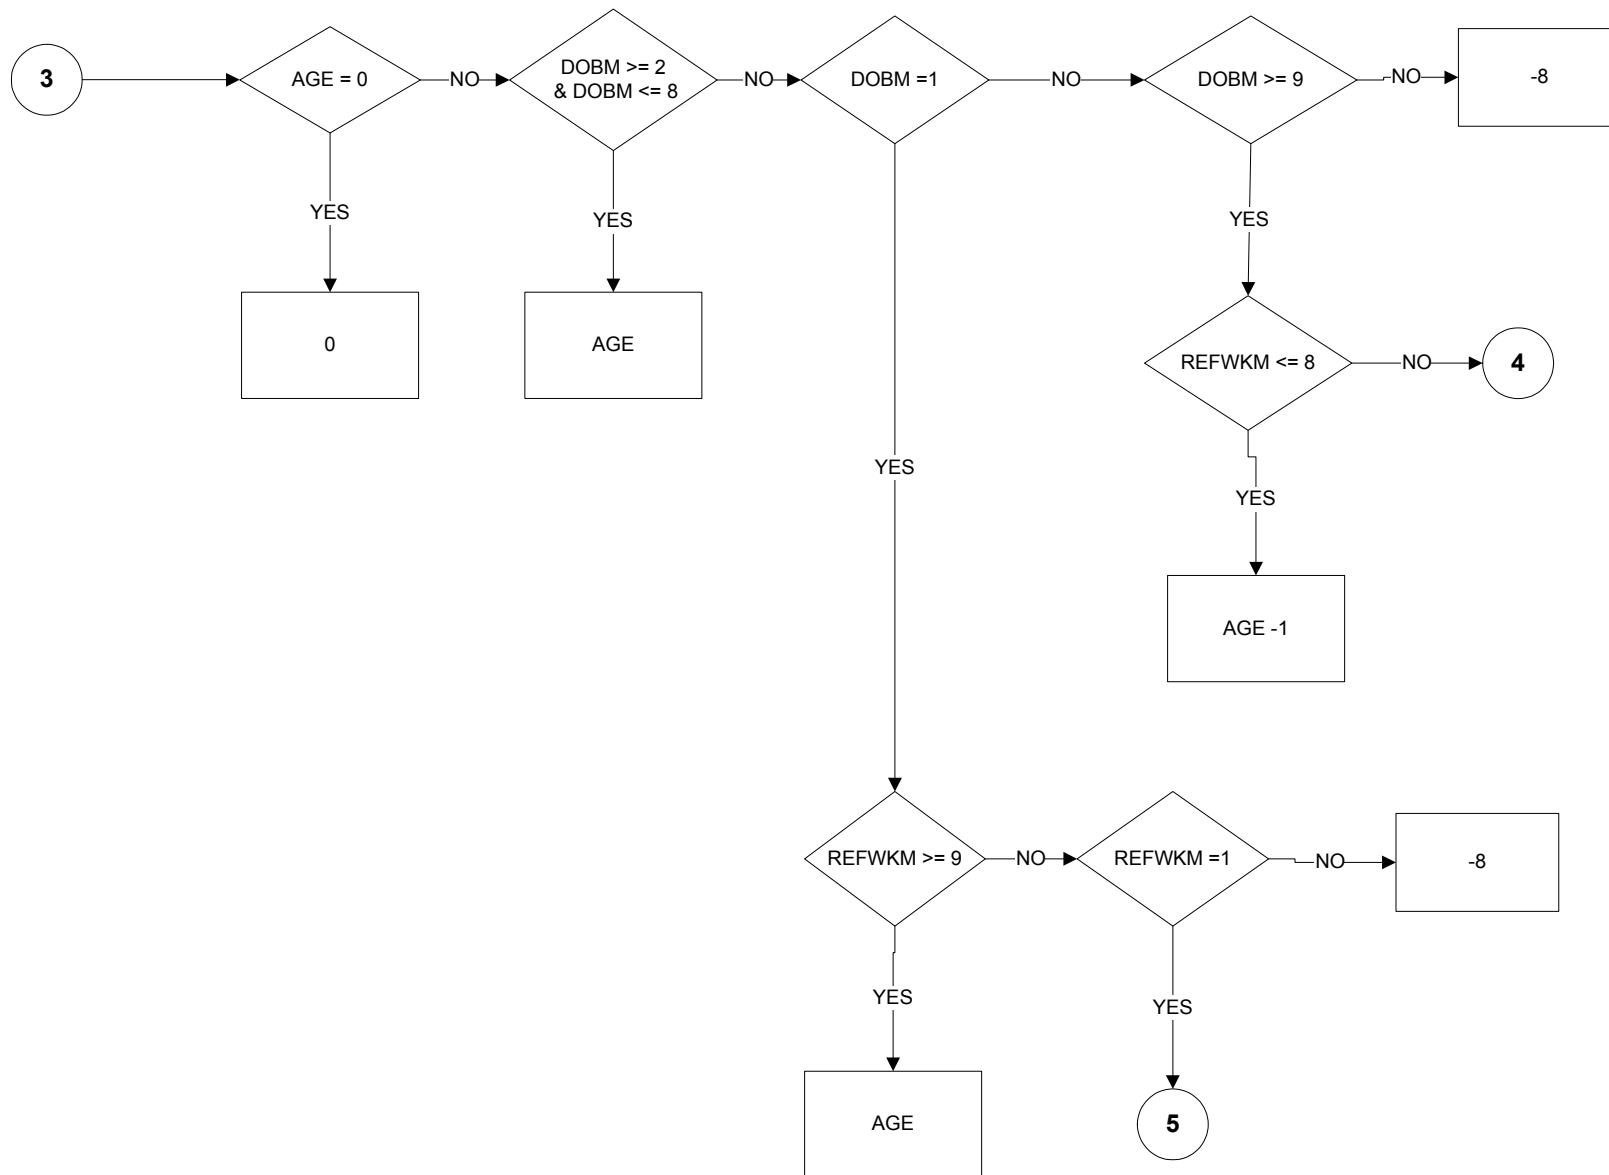 3
AGE = 0
NO
DOBM >= 2
& DOBM <= 8
NO
DOBM =1
NO
DOBM >= 9
NO
-8
YES
YES
YES
0
AGE
REFWKM <= 8
NO
4
YES
YES
AGE -1
REFWKM >= 9
NO
REFWKM =1
NO
-8
YES
YES
AGE
5